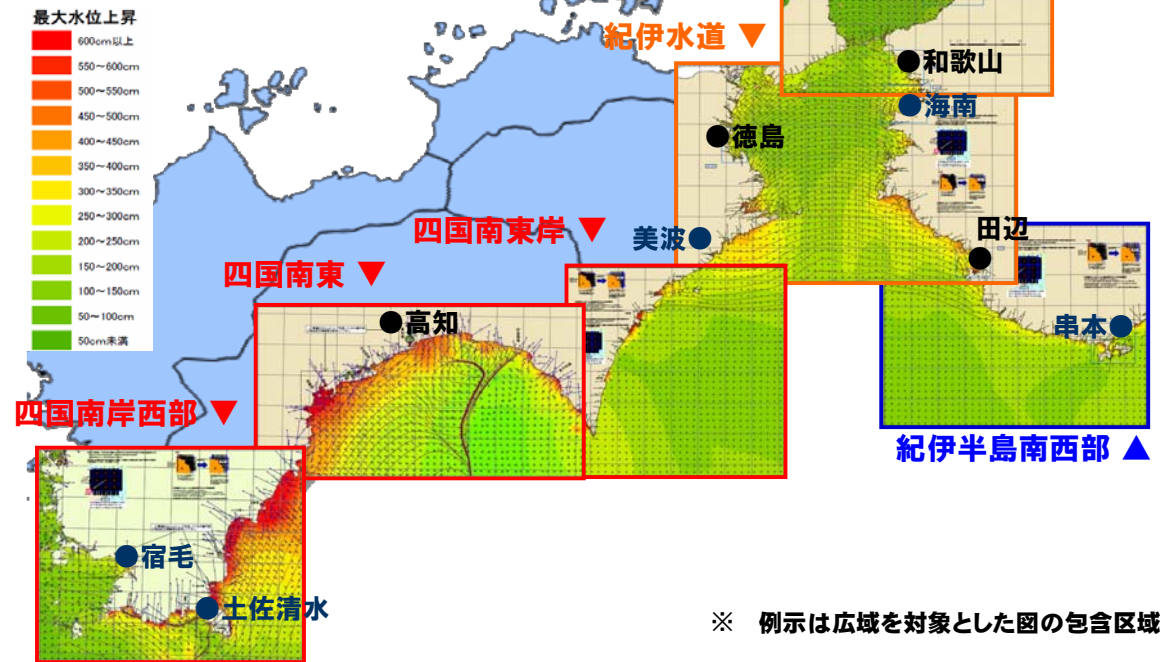 最大水位上昇
600cm以上
550～600cm
500～550cm
450～500cm
400～450cm
350～400cm
300～350cm
250～300cm
200～250cm
150～200cm
100～150cm
50～100cm
50cm未満
紀伊水道 ▼
●和歌山
●海南
●徳島
四国南東岸 ▼
美波●
田辺
●
四国南東 ▼
●高知
串本●
四国南岸西部 ▼
紀伊半島南西部 ▲
●宿毛
●土佐清水
※ 例示は広域を対象とした図の包含区域